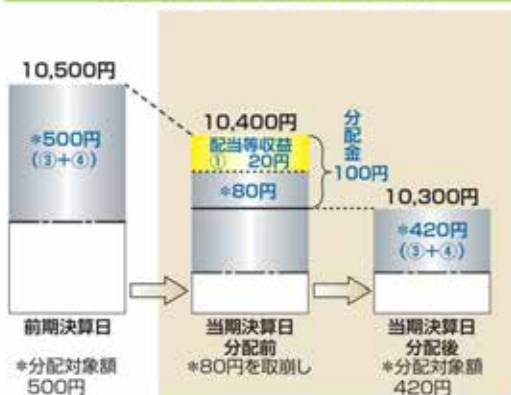 10,500円
*500円
(③+④)
前期決算日
*分配対象額
500円
10,400円
配当等収益
① 20円
*80円
分配金
100円
当期決算日
分配前
*80円を取崩し
10,300円
*420円
(③+④)
当期決算日
分配後
*分配対象額
420円